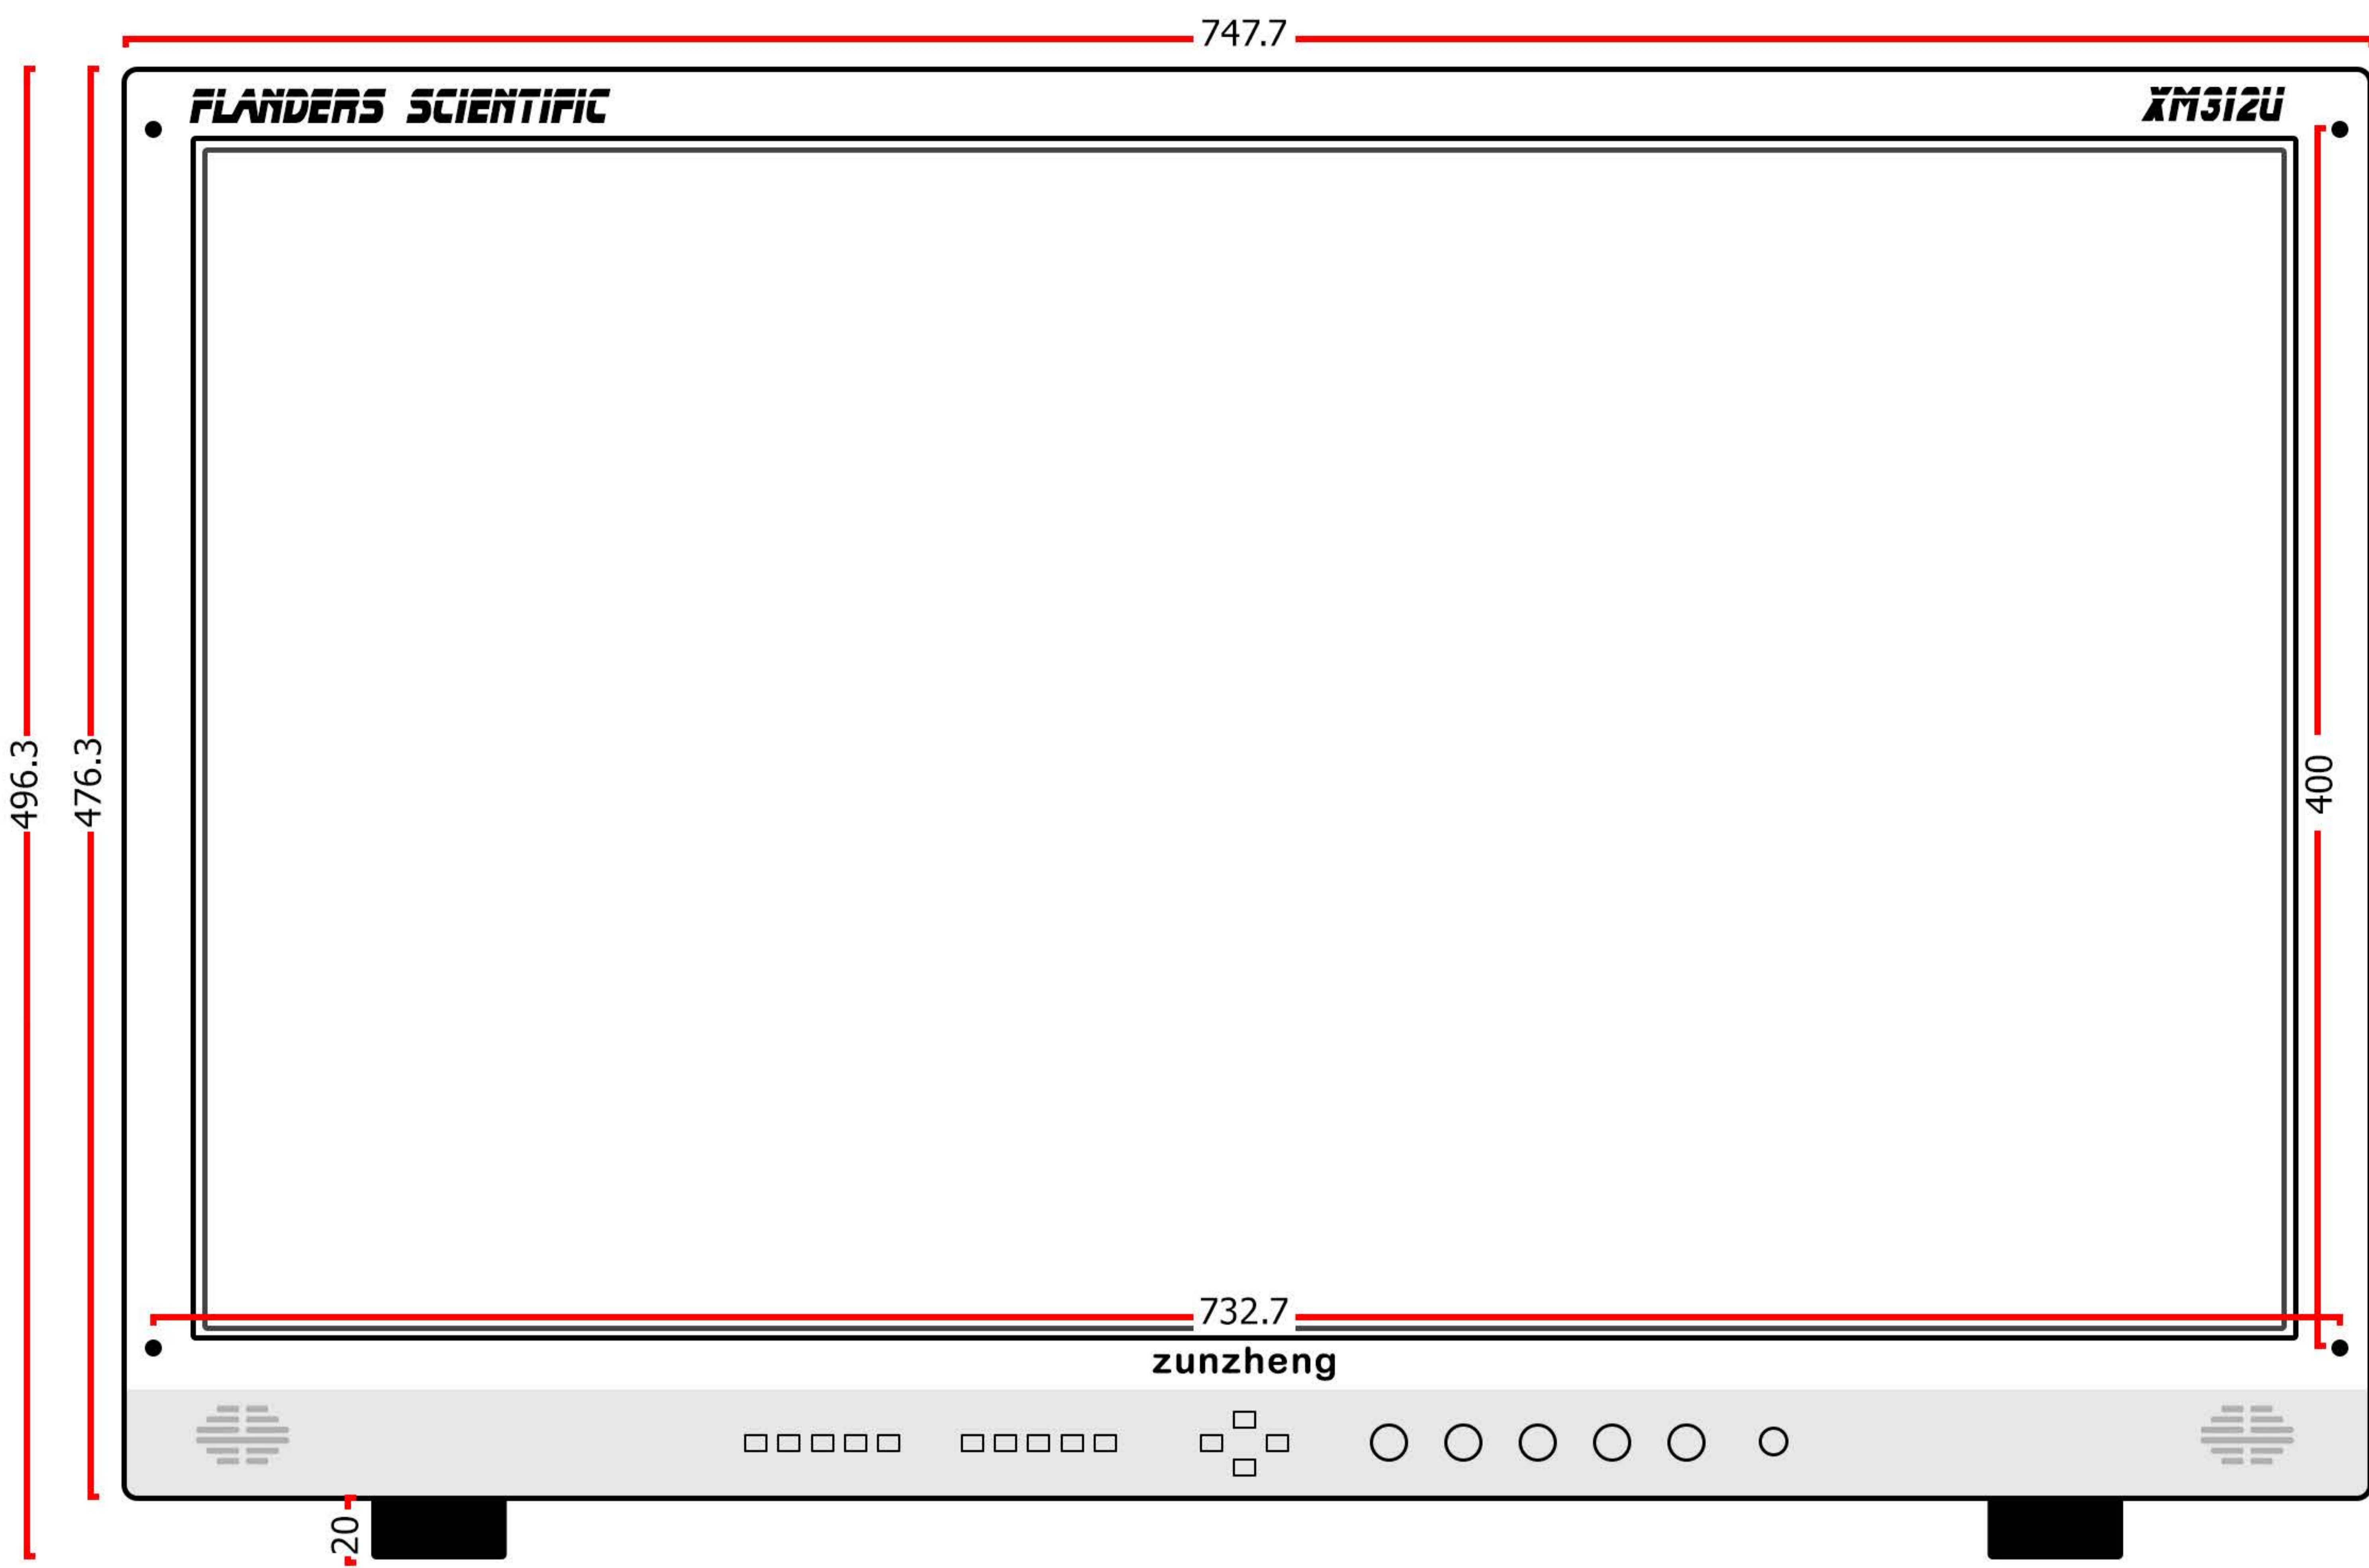 747.7
FLANDERS SCIENTIFIC
XM312U
496.3
476.3
400
732.7
zunzheng
20